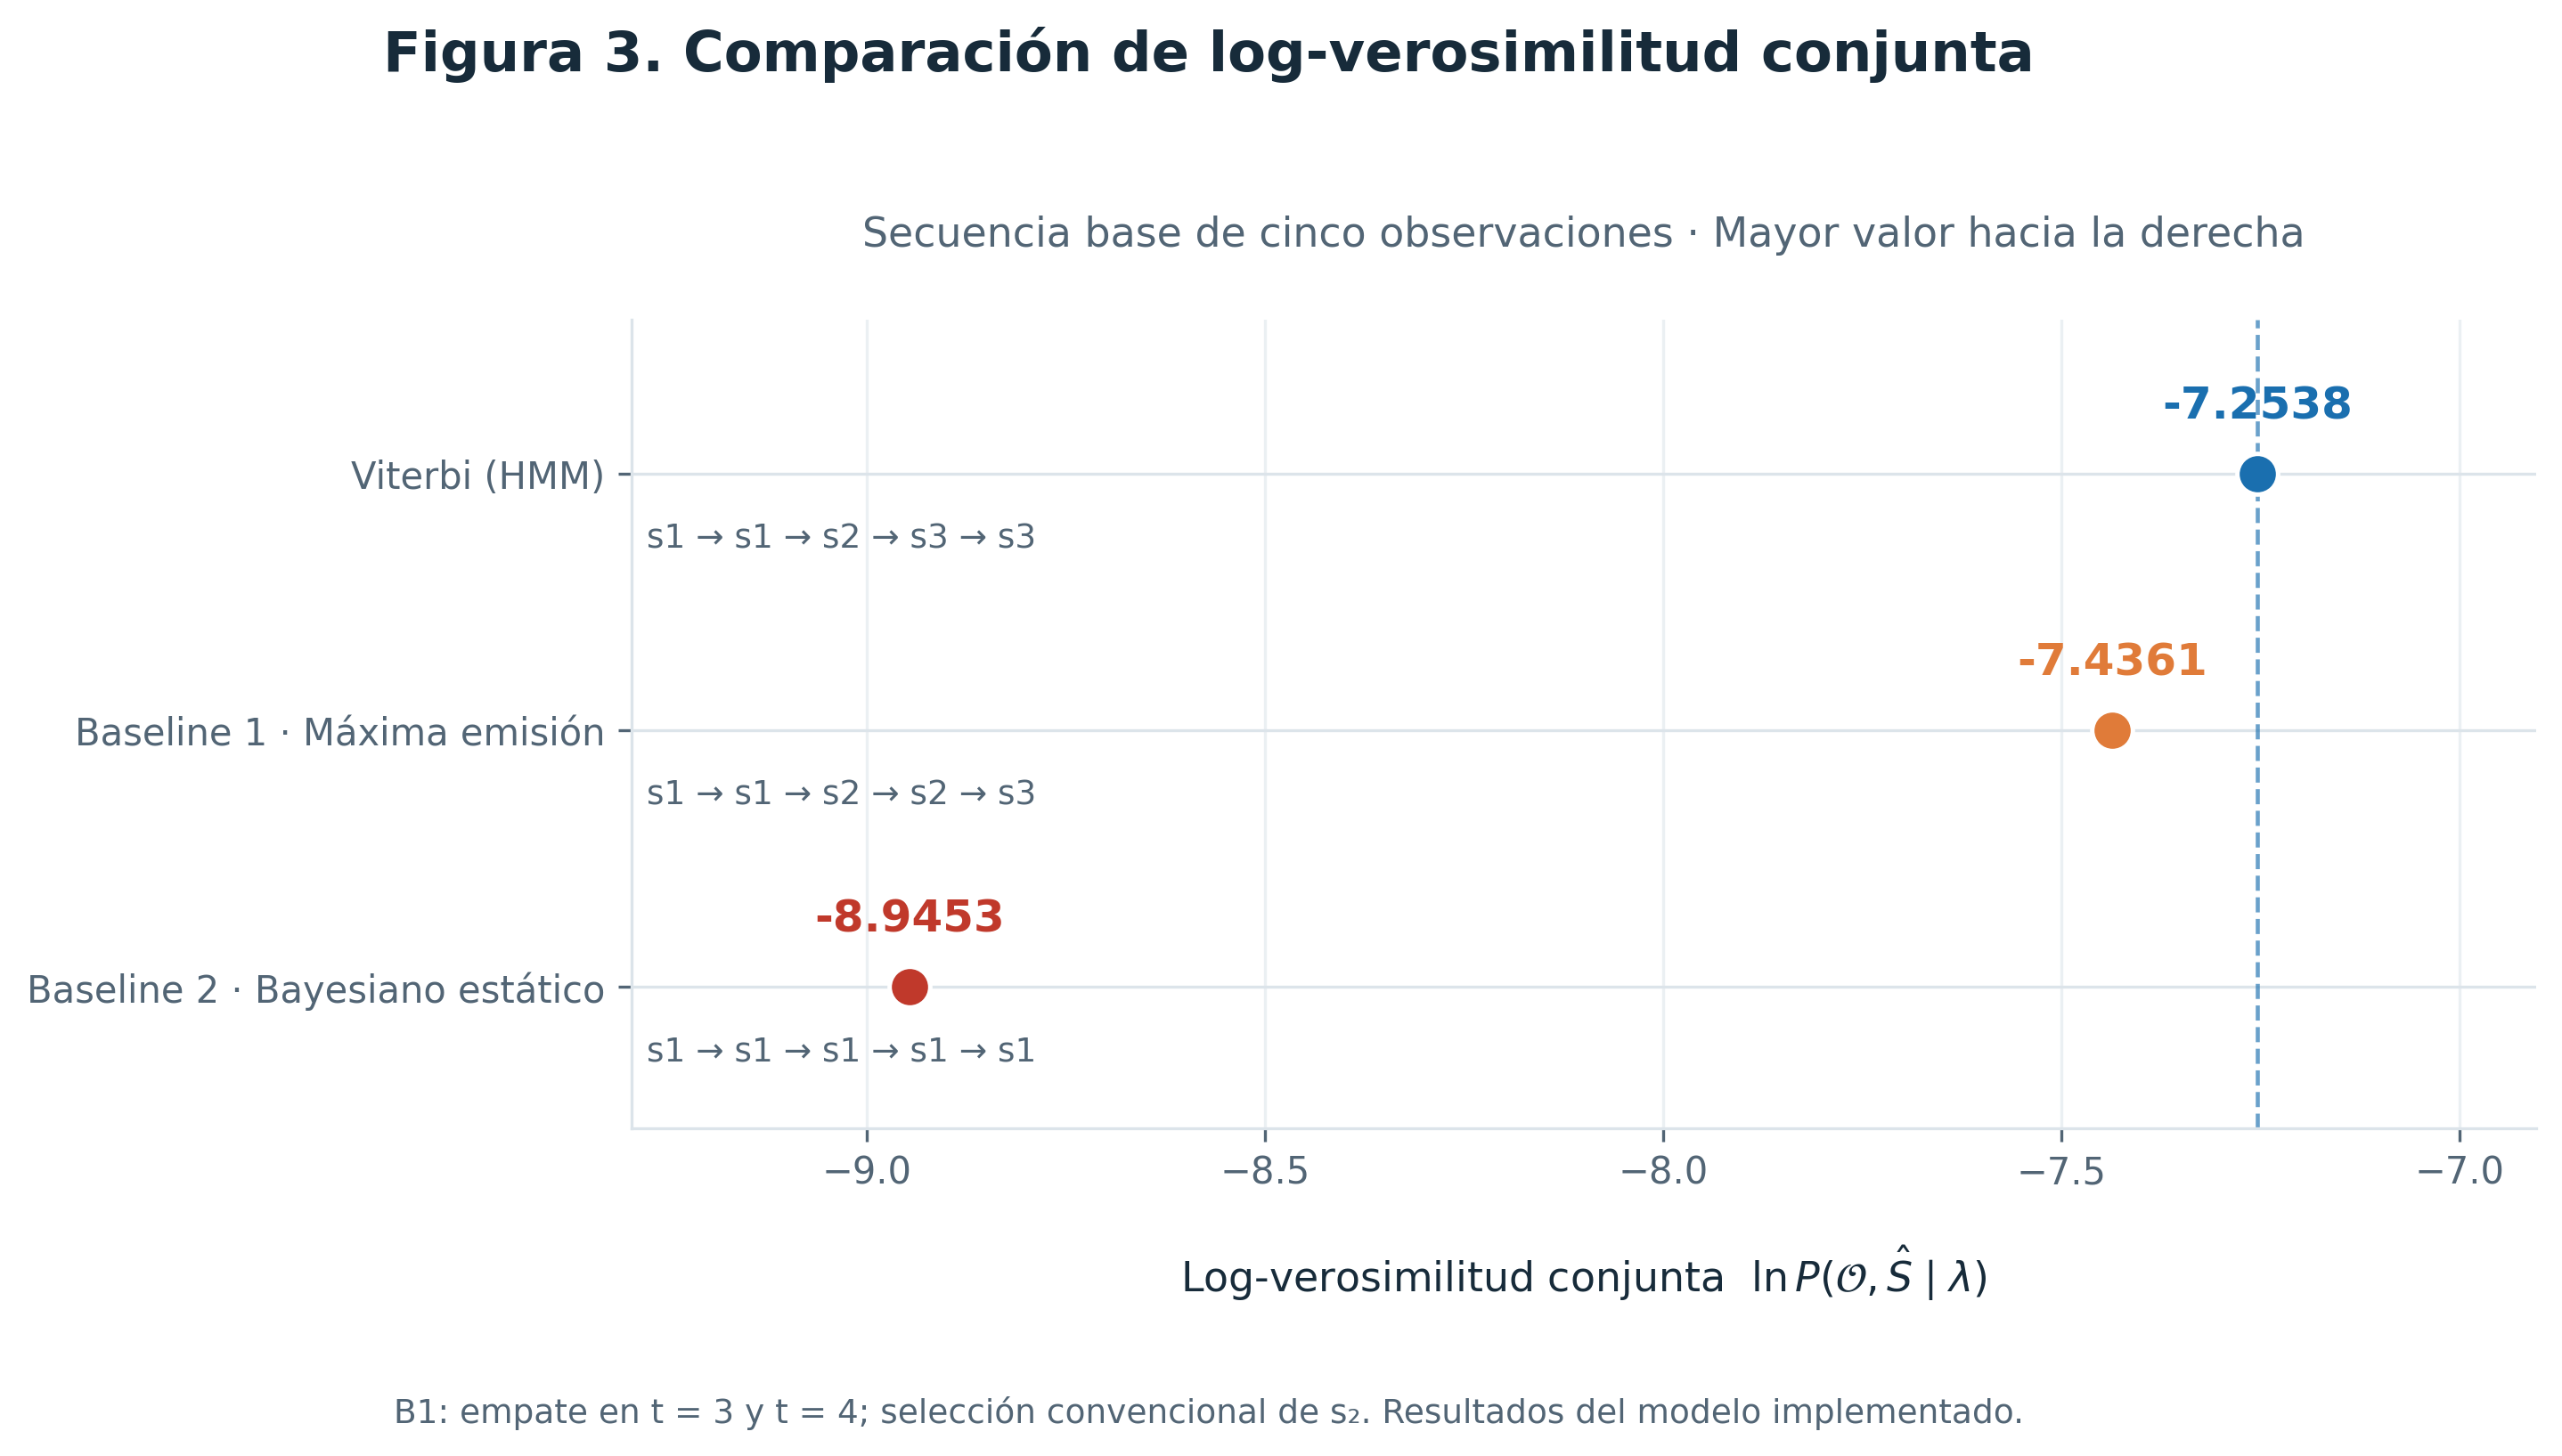 Figura 3. Comparación de log-verosimilitud conjunta
Secuencia base de cinco observaciones · Mayor valor hacia la derecha
-7.2538
Viterbi (HMM)
s1 → s1 → s2 → s3 → s3
-7.4361
Baseline 1 · Máxima emisión
s1 → s1 → s2 → s2 → s3
-8.9453
Baseline 2 · Bayesiano estático
s1 → s1 → s1 → s1 → s1
−9.0 −8.5 −8.0 −7.5 −7.0
Log-verosimilitud conjunta ln P(𝒪, Ŝ | λ)
B1: empate en t = 3 y t = 4; selección convencional de s₂. Resultados del modelo implementado.